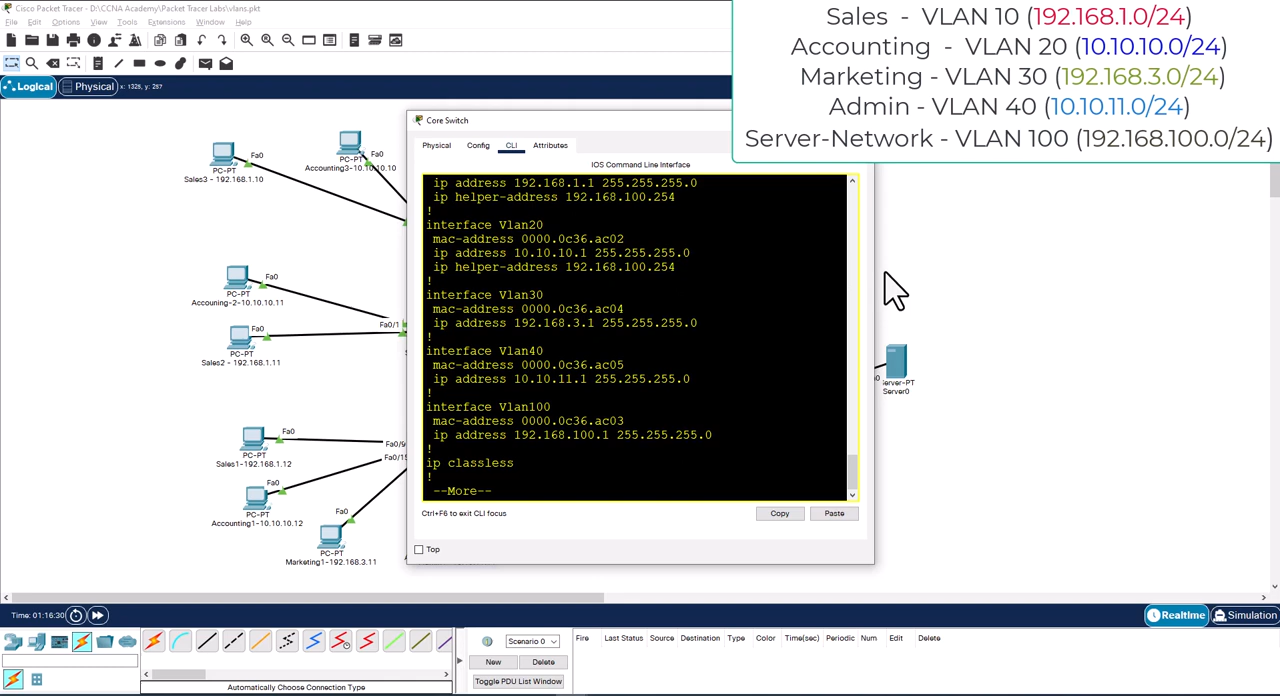 Cisco Packet Tracer - D:\CCNA Academy\Packet Tracer Labs\vlans.pkt
File Edit Options View Tools Extensions Window Help
Sales - VLAN 10 (192.168.1.0/24)
Accounting - VLAN 20 (10.10.10.0/24)
Marketing - VLAN 30 (192.168.3.0/24)
Admin - VLAN 40 (10.10.11.0/24)
Server-Network - VLAN 100 (192.168.100.0/24)
Logical Physical x: 1328, y: 287
Core Switch
Physical Config CLI Attributes
IOS Command Line Interface
ip address 192.168.1.1 255.255.255.0
ip helper-address 192.168.100.254
!
interface Vlan20
mac-address 0000.0c36.ac02
ip address 10.10.10.1 255.255.255.0
ip helper-address 192.168.100.254
!
interface Vlan30
mac-address 0000.0c36.ac04
ip address 192.168.3.1 255.255.255.0
!
interface Vlan40
mac-address 0000.0c36.ac05
ip address 10.10.11.1 255.255.255.0
!
interface Vlan100
mac-address 0000.0c36.ac03
ip address 192.168.100.1 255.255.255.0
!
ip classless
!
--More--
Ctrl+F6 to exit CLI focus
Copy Paste
Top
Fa0
PC-PT
Sales3 - 192.168.1.10
Fa0
PC-PT
Accounting3-10.10.10.10
Fa0
PC-PT
Accouning-2-10.10.10.11
Fa0/1
Fa0
PC-PT
Sales2 - 192.168.1.11
Server-PT
Server0
Fa0
PC-PT
Sales1-192.168.1.12
Fa0/9
Fa0/15
Fa0
PC-PT
Accounting1-10.10.10.12
Fa0
PC-PT
Marketing1-192.168.3.11
Time: 01:16:30
Realtime Simulation
Scenario 0
New Delete
Toggle PDU List Window
Fire Last Status Source Destination Type Color Time(sec) Periodic Num Edit Delete
Automatically Choose Connection Type